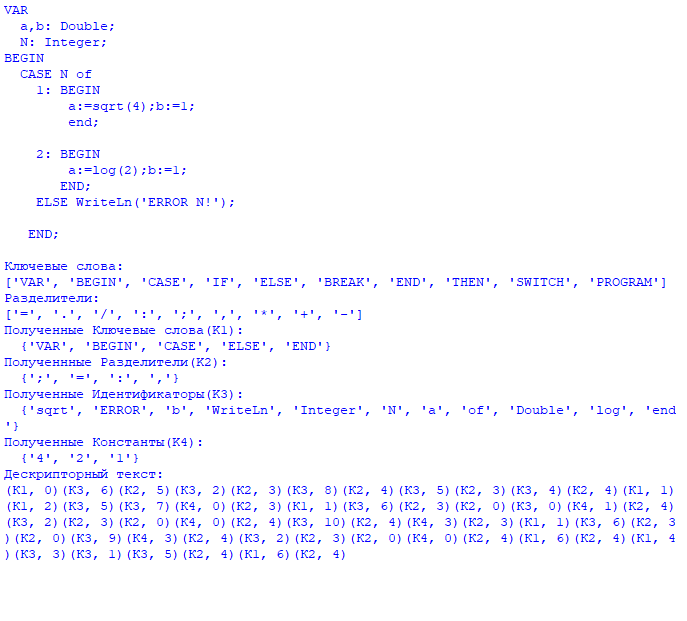 VAR
  a,b: Double;
  N: Integer;
BEGIN
  CASE N of
    1: BEGIN
        a:=sqrt(4);b:=1;
        end;

    2: BEGIN
        a:=log(2);b:=1;
       END;
    ELSE WriteLn('ERROR N!');

   END;

Ключевые слова:
['VAR', 'BEGIN', 'CASE', 'IF', 'ELSE', 'BREAK', 'END', 'THEN', 'SWITCH', 'PROGRAM']
Разделители:
['=', '.', '/', ':', ';', ',', '*', '+', '-']
Полученные Ключевые слова(K1):
  {'VAR', 'BEGIN', 'CASE', 'ELSE', 'END'}
Полученнные Разделители(K2):
  {';', '=', ':', ','}
Полученные Идентификаторы(K3):
  {'sqrt', 'ERROR', 'b', 'WriteLn', 'Integer', 'N', 'a', 'of', 'Double', 'log', 'end
'}
Полученные Константы(K4):
  {'4', '2', '1'}
Дескрипторный текст:
(K1, 0)(K3, 6)(K2, 5)(K3, 2)(K2, 3)(K3, 8)(K2, 4)(K3, 5)(K2, 3)(K3, 4)(K2, 4)(K1, 1)
(K1, 2)(K3, 5)(K3, 7)(K4, 0)(K2, 3)(K1, 1)(K3, 6)(K2, 3)(K2, 0)(K3, 0)(K4, 1)(K2, 4)
(K3, 2)(K2, 3)(K2, 0)(K4, 0)(K2, 4)(K3, 10)(K2, 4)(K4, 3)(K2, 3)(K1, 1)(K3, 6)(K2, 3
)(K2, 0)(K3, 9)(K4, 3)(K2, 4)(K3, 2)(K2, 3)(K2, 0)(K4, 0)(K2, 4)(K1, 6)(K2, 4)(K1, 4
)(K3, 3)(K3, 1)(K3, 5)(K2, 4)(K1, 6)(K2, 4)